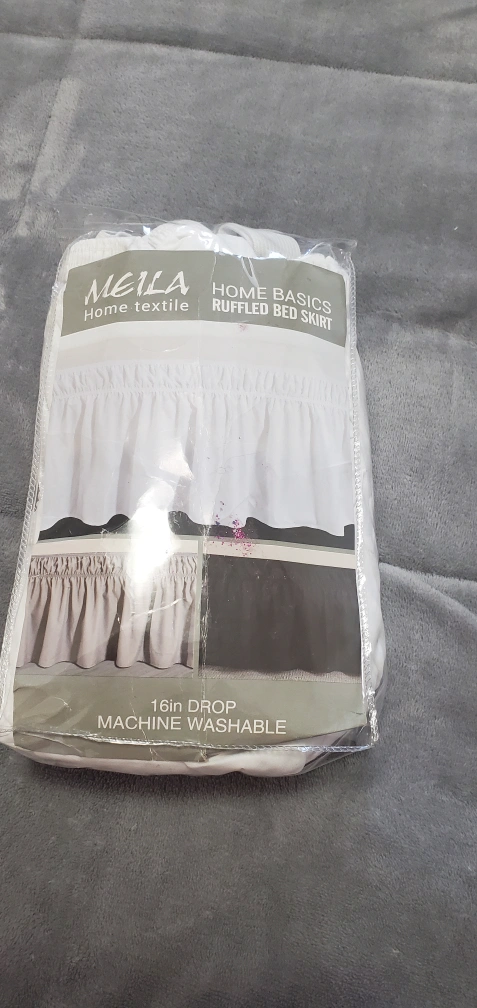 MEILA
Home textile
HOME BASICS
RUFFLED BED SKIRT
16in DROP
MACHINE WASHABLE